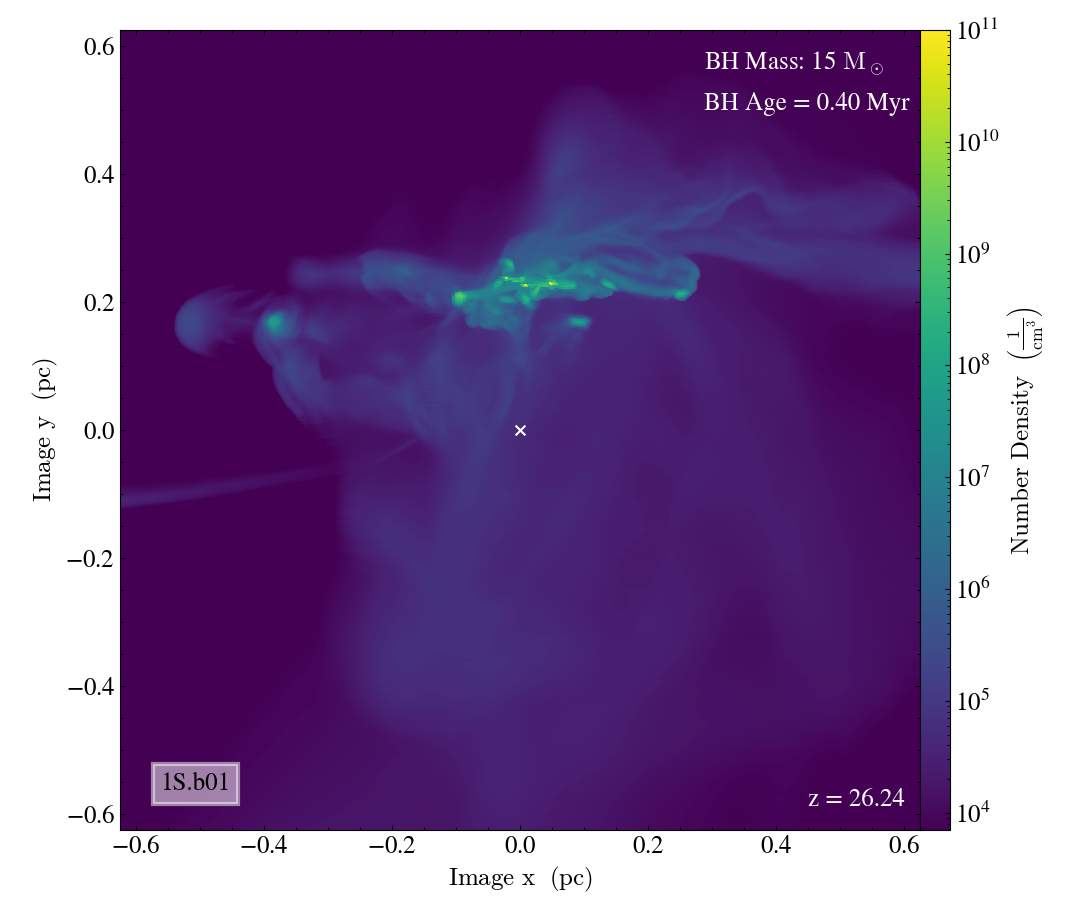 BH Mass: 15 M☉
BH Age = 0.40 Myr
1S.b01
z = 26.24
0.6
0.4
0.2
0.0
−0.2
−0.4
−0.6
Image y (pc)
−0.6 −0.4 −0.2 0.0 0.2 0.4 0.6
Image x (pc)
10¹¹
10¹⁰
10⁹
10⁸
10⁷
10⁶
10⁵
10⁴
Number Density (1/cm³)